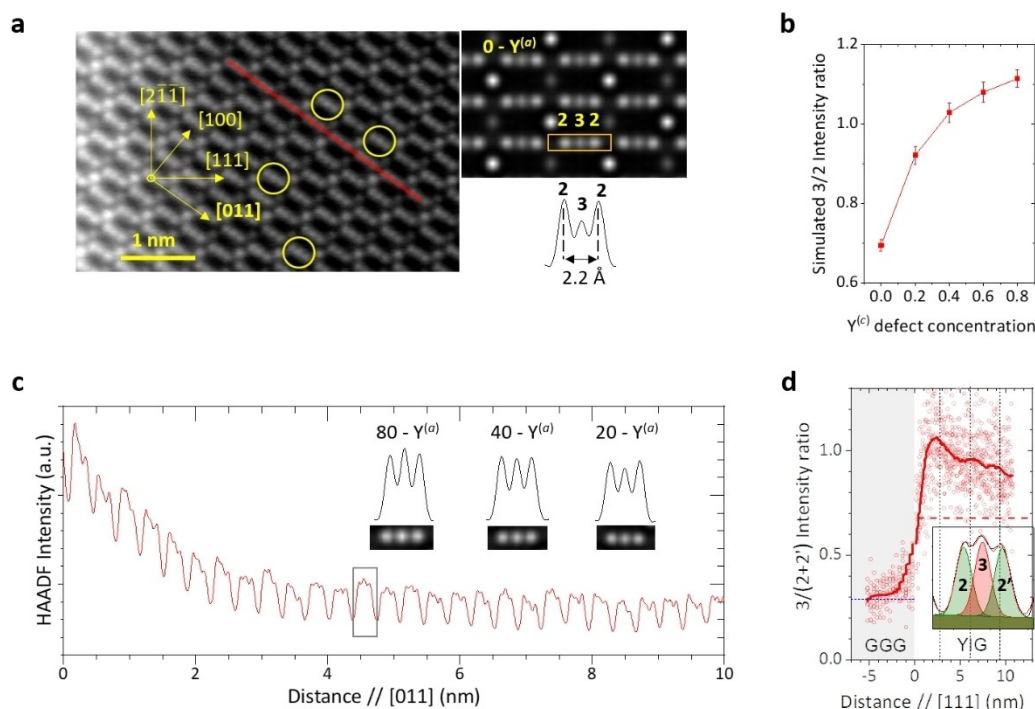 a
0 - Y⁽ᵃ⁾
[21̄1̄]
[100]
[111]
[011]
1 nm
2 3 2
2 2
3
2.2 Å
b
Simulated 3/2 Intensity ratio
1.2
1.0
0.8
0.6
0.0 0.2 0.4 0.6 0.8
Y⁽ᶜ⁾ defect concentration
c
HAADF Intensity (a.u.)
80 - Y⁽ᵃ⁾ 40 - Y⁽ᵃ⁾ 20 - Y⁽ᵃ⁾
0 2 4 6 8 10
Distance // [011] (nm)
d
3/(2+2') Intensity ratio
1.0
0.5
0.0
2 3 2'
GGG YIG
-5 0 5 10
Distance // [111] (nm)